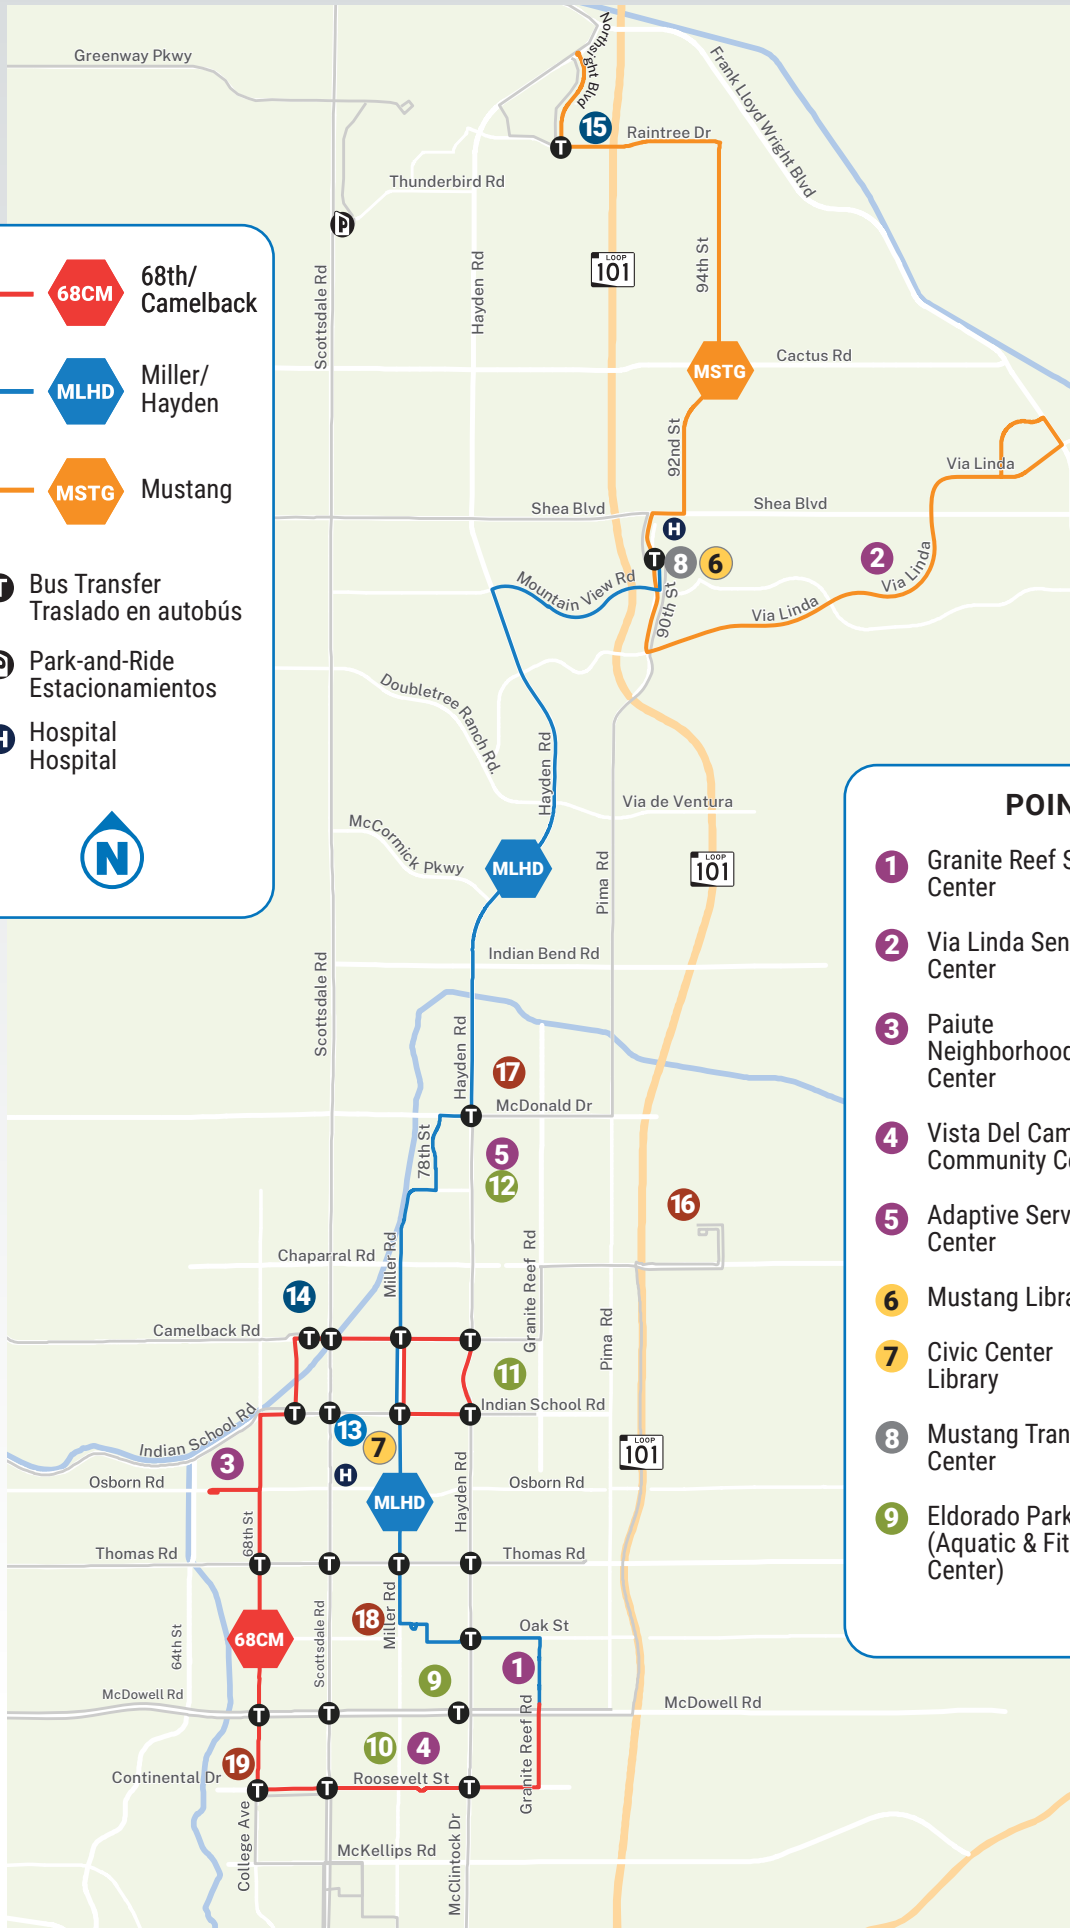 Greenway Pkwy
Northsight Blvd
Frank Lloyd Wright Blvd
15
Raintree Dr
T
Thunderbird Rd
P
Scottsdale Rd
Hayden Rd
LOOP
101
94th St
68CM
68th/
Camelback
MLHD
Miller/
Hayden
MSTG
Mustang
T
Bus Transfer
Traslado en autobús
P
Park-and-Ride
Estacionamientos
H
Hospital
Hospital
N
MSTG
Cactus Rd
92nd St
Via Linda
Shea Blvd
Shea Blvd
H
T
8
6
2
Via Linda
Mountain View Rd
90th St
Via Linda
Doubletree Ranch Rd.
Hayden Rd
Via de Ventura
McCormick Pkwy
MLHD
Pima Rd
LOOP
101
Indian Bend Rd
Scottsdale Rd
Hayden Rd
17
T
McDonald Dr
78th St
5
12
16
Chaparral Rd
Miller Rd
Granite Reef Rd
14
Camelback Rd
T
T
T
T
Pima Rd
11
Indian School Rd
T
T
T
T
Indian School Rd
13
7
3
H
LOOP
101
Osborn Rd
Osborn Rd
MLHD
Hayden Rd
68th St
Thomas Rd
T
T
T
T
Thomas Rd
18
Miller Rd
Oak St
T
68CM
64th St
Scottsdale Rd
1
9
McDowell Rd
McDowell Rd
T
T
T
Granite Reef Rd
10
4
19
Continental Dr
Roosevelt St
T
T
T
College Ave
McKellips Rd
McClintock Dr
POIN
1
Granite Reef S
Center
2
Via Linda Sen
Center
3
Paiute
Neighborhood
Center
4
Vista Del Cam
Community Ce
5
Adaptive Serv
Center
6
Mustang Libra
7
Civic Center
Library
8
Mustang Tran
Center
9
Eldorado Park
(Aquatic & Fit
Center)